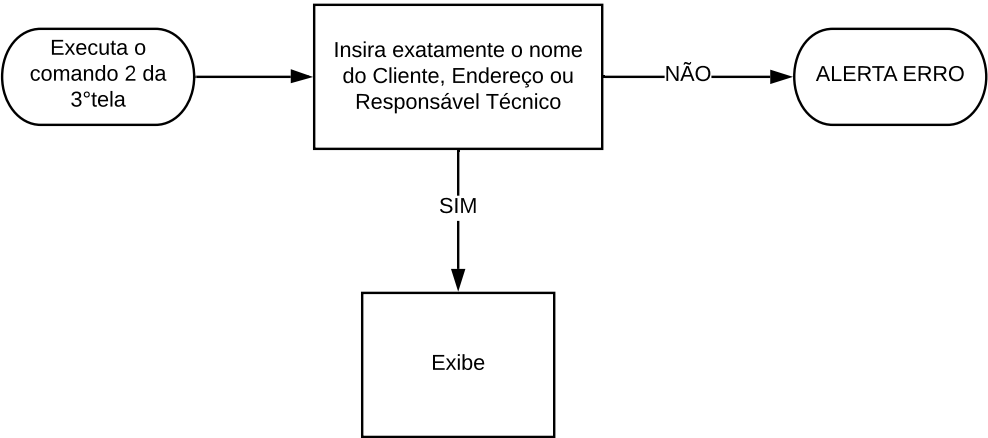 Executa o
comando 2 da
3°tela
Insira exatamente o nome
do Cliente, Endereço ou
Responsável Técnico
NÃO
ALERTA ERRO
SIM
Exibe